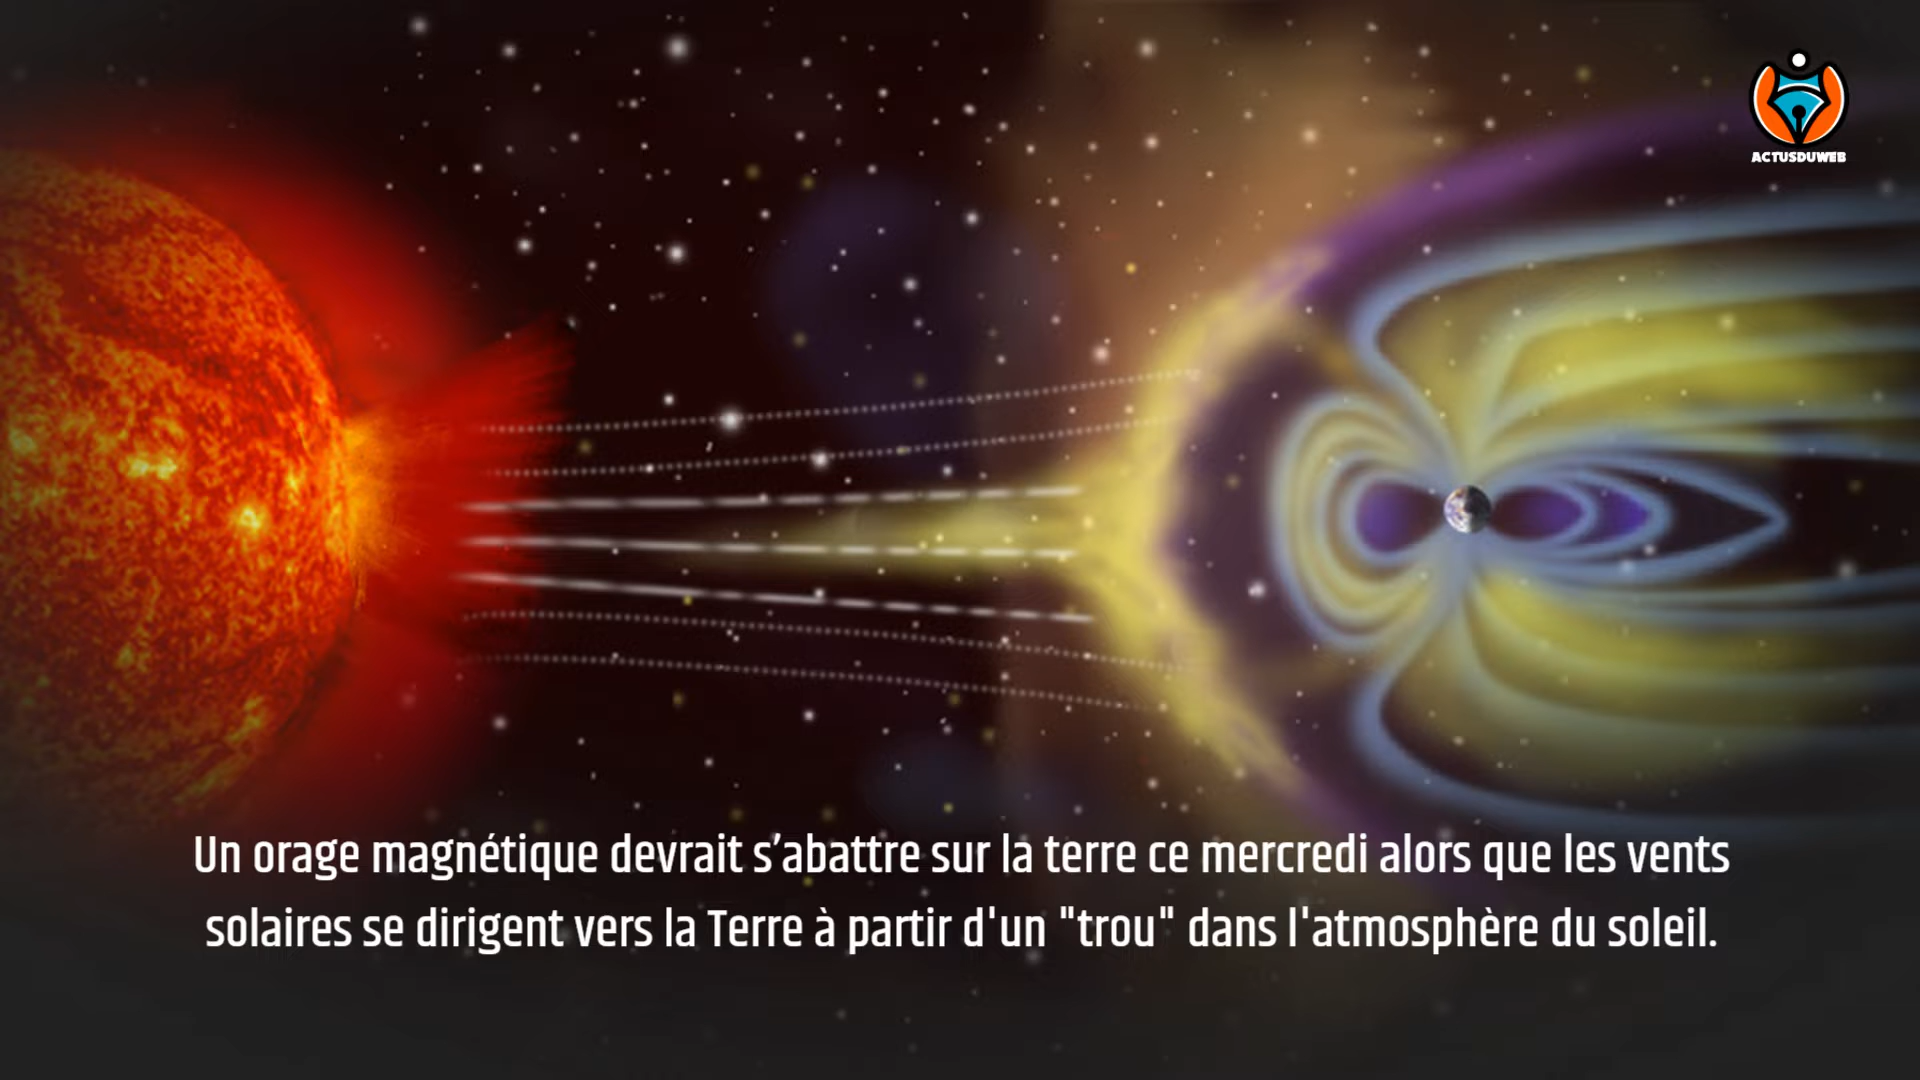 ACTUSDUWEB
Un orage magnétique devrait s’abattre sur la terre ce mercredi alors que les vents
solaires se dirigent vers la Terre à partir d'un "trou" dans l'atmosphère du soleil.